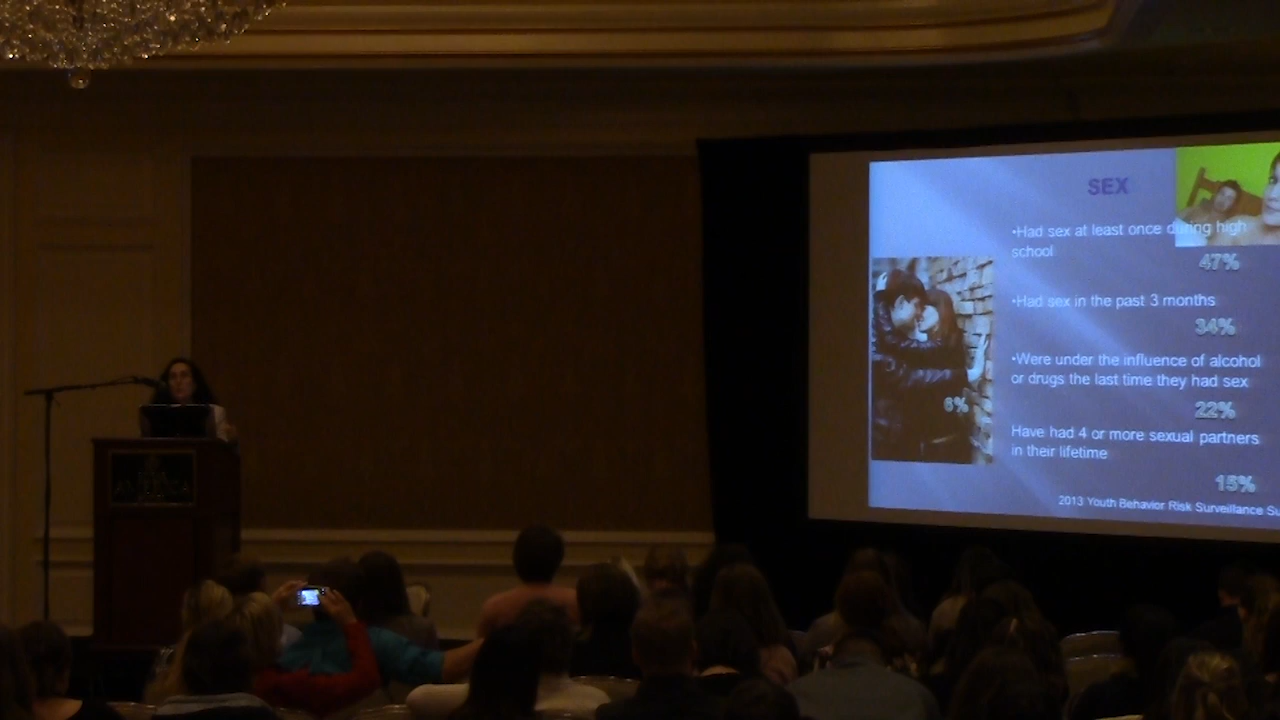 SEX
•Had sex at least once during high
school
47%
•Had sex in the past 3 months
34%
•Were under the influence of alcohol
or drugs the last time they had sex
6%
22%
Have had 4 or more sexual partners
in their lifetime
15%
2013 Youth Behavior Risk Surveillance Su